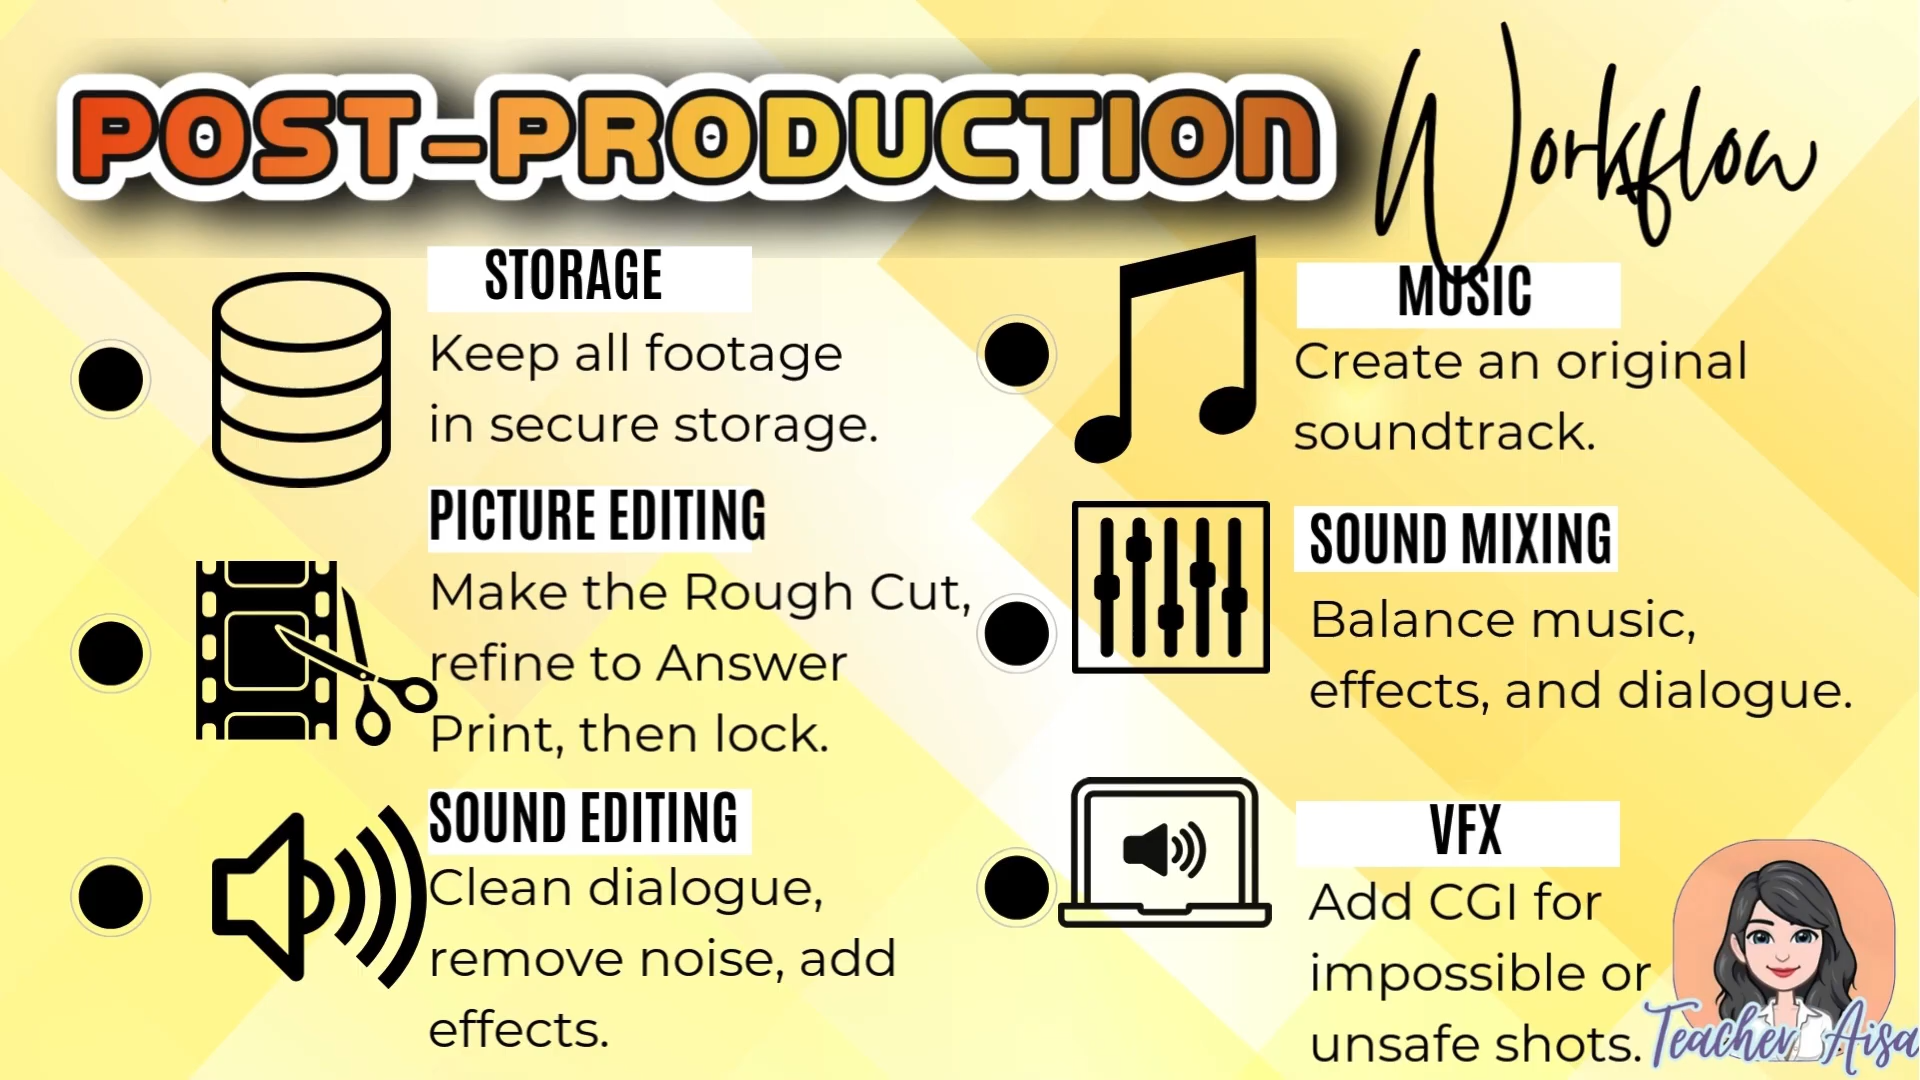 POST-PRODUCTION Workflow
STORAGE
Keep all footage
in secure storage.
PICTURE EDITING
Make the Rough Cut,
refine to Answer
Print, then lock.
SOUND EDITING
Clean dialogue,
remove noise, add
effects.
MUSIC
Create an original
soundtrack.
SOUND MIXING
Balance music,
effects, and dialogue.
VFX
Add CGI for
impossible or
unsafe shots.
Teacher Aisa